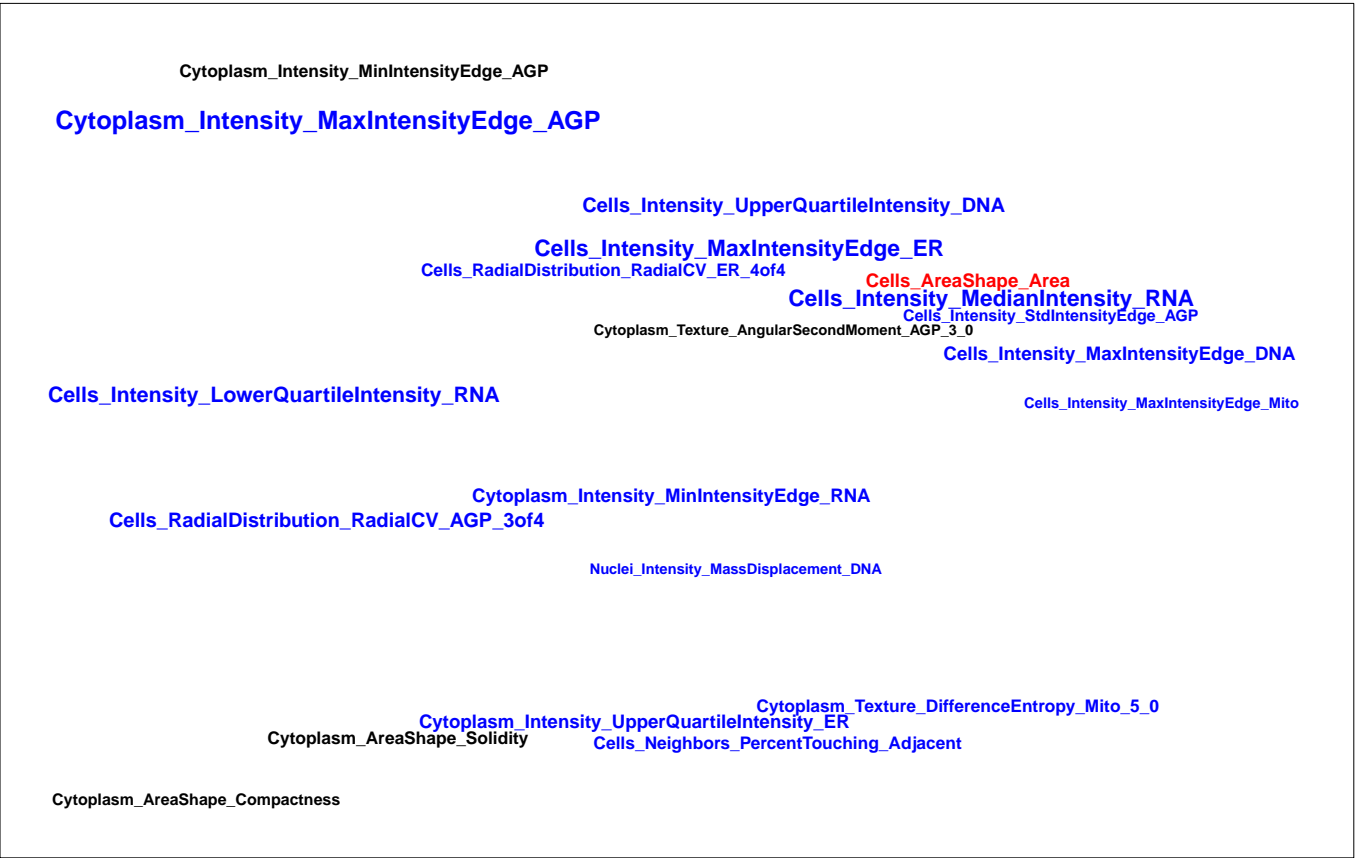 Cytoplasm_Intensity_MinIntensityEdge_AGP
Cytoplasm_Intensity_MaxIntensityEdge_AGP
Cells_Intensity_UpperQuartileIntensity_DNA
Cells_Intensity_MaxIntensityEdge_ER
Cells_RadialDistribution_RadialCV_ER_4of4
Cells_AreaShape_Area
Cells_Intensity_MedianIntensity_RNA
Cells_Intensity_StdIntensityEdge_AGP
Cytoplasm_Texture_AngularSecondMoment_AGP_3_0
Cells_Intensity_MaxIntensityEdge_DNA
Cells_Intensity_LowerQuartileIntensity_RNA
Cells_Intensity_MaxIntensityEdge_Mito
Cytoplasm_Intensity_MinIntensityEdge_RNA
Cells_RadialDistribution_RadialCV_AGP_3of4
Nuclei_Intensity_MassDisplacement_DNA
Cytoplasm_Texture_DifferenceEntropy_Mito_5_0
Cytoplasm_Intensity_UpperQuartileIntensity_ER
Cytoplasm_AreaShape_Solidity
Cells_Neighbors_PercentTouching_Adjacent
Cytoplasm_AreaShape_Compactness